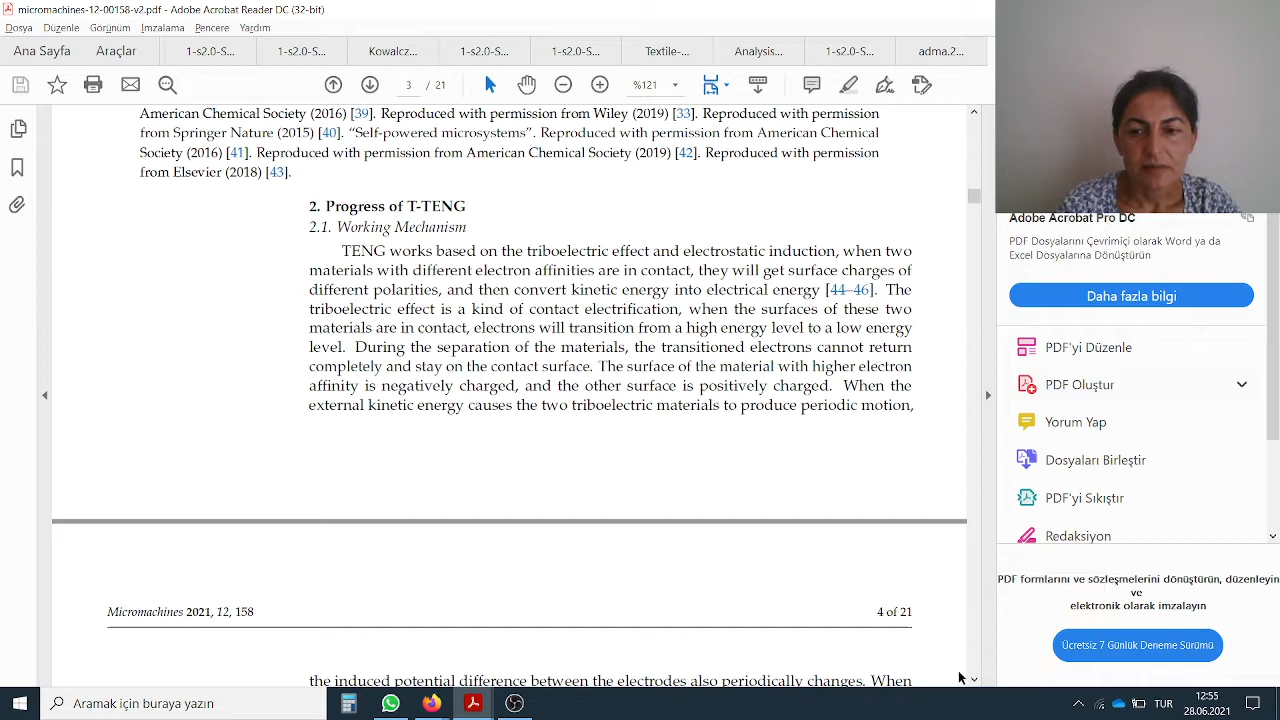 micromachines-12-00158-v2.pdf - Adobe Acrobat Reader DC (32-bit)
Dosya Düzenle Görünüm İmzalama Pencere Yardım
Ana Sayfa Araçlar 1-s2.0-S... 1-s2.0-S... Kowalcz... 1-s2.0-S... 1-s2.0-S... Textile-... Analysis... 1-s2.0-S... adma.2...
3 / 21 %121
American Chemical Society (2016) [39]. Reproduced with permission from Wiley (2019) [33]. Reproduced with permission
from Springer Nature (2015) [40]. “Self-powered microsystems”. Reproduced with permission from American Chemical
Society (2016) [41]. Reproduced with permission from American Chemical Society (2019) [42]. Reproduced with permission
from Elsevier (2018) [43].
2. Progress of T-TENG
2.1. Working Mechanism
TENG works based on the triboelectric effect and electrostatic induction, when two
materials with different electron affinities are in contact, they will get surface charges of
different polarities, and then convert kinetic energy into electrical energy [44–46]. The
triboelectric effect is a kind of contact electrification, when the surfaces of these two
materials are in contact, electrons will transition from a high energy level to a low energy
level. During the separation of the materials, the transitioned electrons cannot return
completely and stay on the contact surface. The surface of the material with higher electron
affinity is negatively charged, and the other surface is positively charged. When the
external kinetic energy causes the two triboelectric materials to produce periodic motion,
Micromachines 2021, 12, 158 4 of 21
the induced potential difference between the electrodes also periodically changes. When
Adobe Acrobat Pro DC
PDF Dosyalarını Çevrimiçi olarak Word ya da
Excel Dosyalarına Dönüştürün
Daha fazla bilgi
PDF'yi Düzenle
PDF Oluştur
Yorum Yap
Dosyaları Birleştir
PDF'yi Sıkıştır
Redaksiyon
PDF formlarını ve sözleşmelerini dönüştürün, düzenleyin
ve
elektronik olarak imzalayın
Ücretsiz 7 Günlük Deneme Sürümü
Aramak için buraya yazın
TUR
12:55
28.06.2021